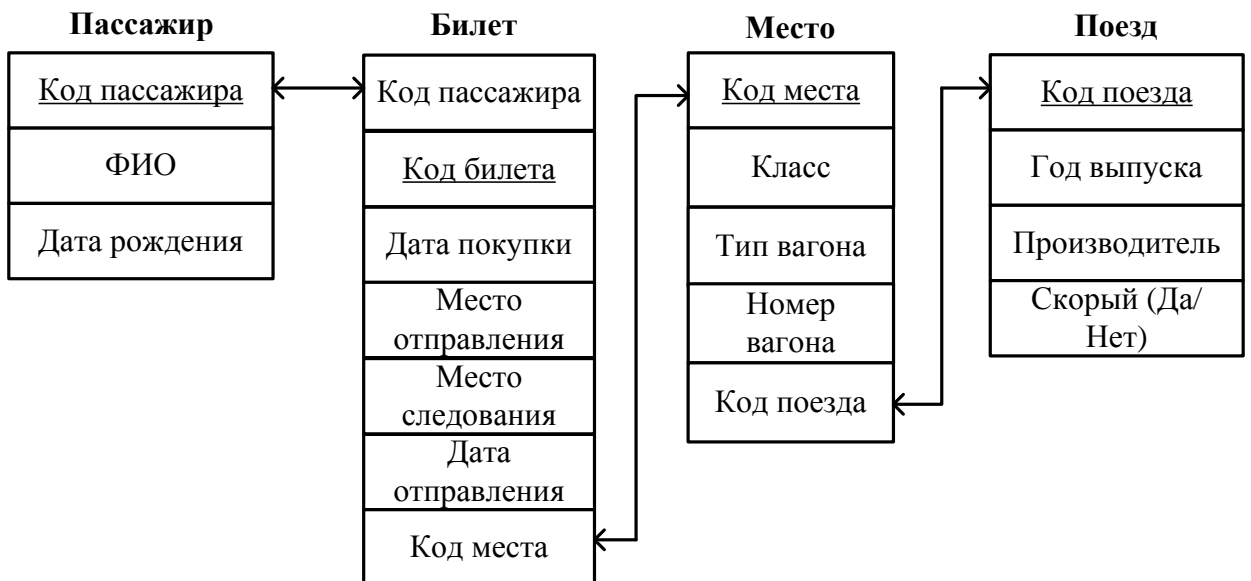 Пассажир
Код пассажира
ФИО
Дата рождения
Билет
Код пассажира
Код билета
Дата покупки
Место
отправления
Место
следования
Дата
отправления
Код места
Место
Код места
Класс
Тип вагона
Номер
вагона
Код поезда
Поезд
Код поезда
Год выпуска
Производитель
Скорый (Да/
Нет)